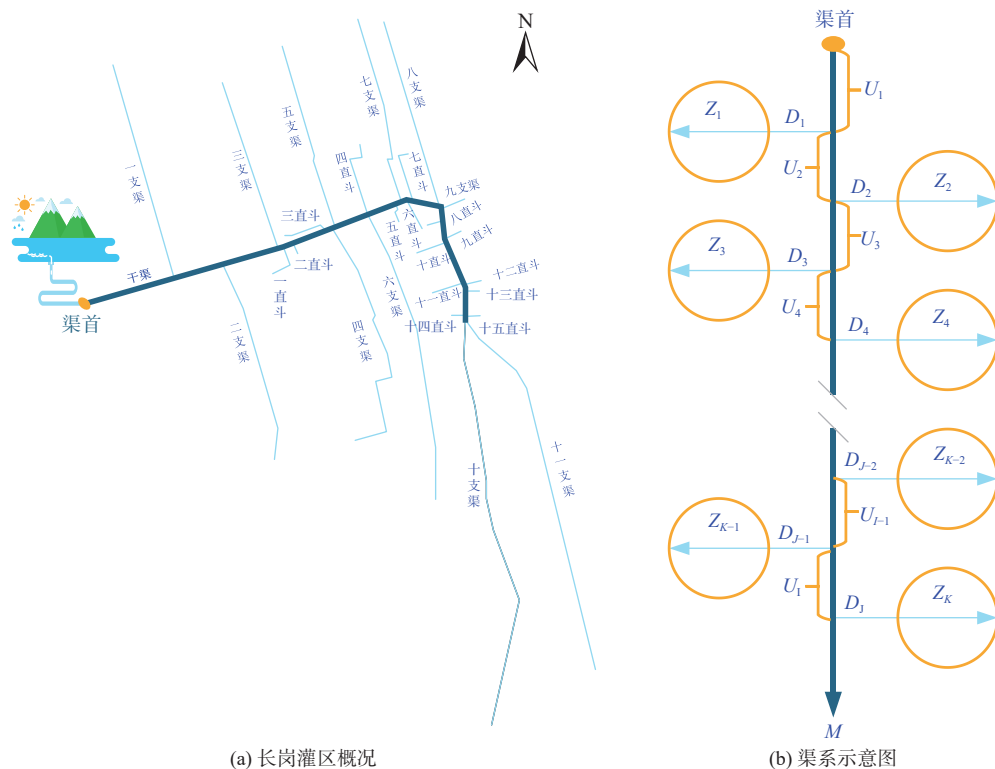 N
一支渠
三支渠
五支渠
七支渠
八支渠
四直斗
七直斗
九支渠
三直斗
六直斗
八直斗
五直斗
九直斗
二直斗
十直斗
干渠
一直斗
六支渠
十二直斗
十一直斗
十三直斗
渠首
二支渠
四支渠
十四直斗
十五直斗
十支渠
十一支渠
(a) 长岗灌区概况
渠首
U1
Z1
D1
U2
D2
Z2
U3
Z3
D3
U4
D4
Z4
DJ−2
ZK−2
UI−1
ZK−1
DJ−1
UI
DJ
ZK
M
(b) 渠系示意图